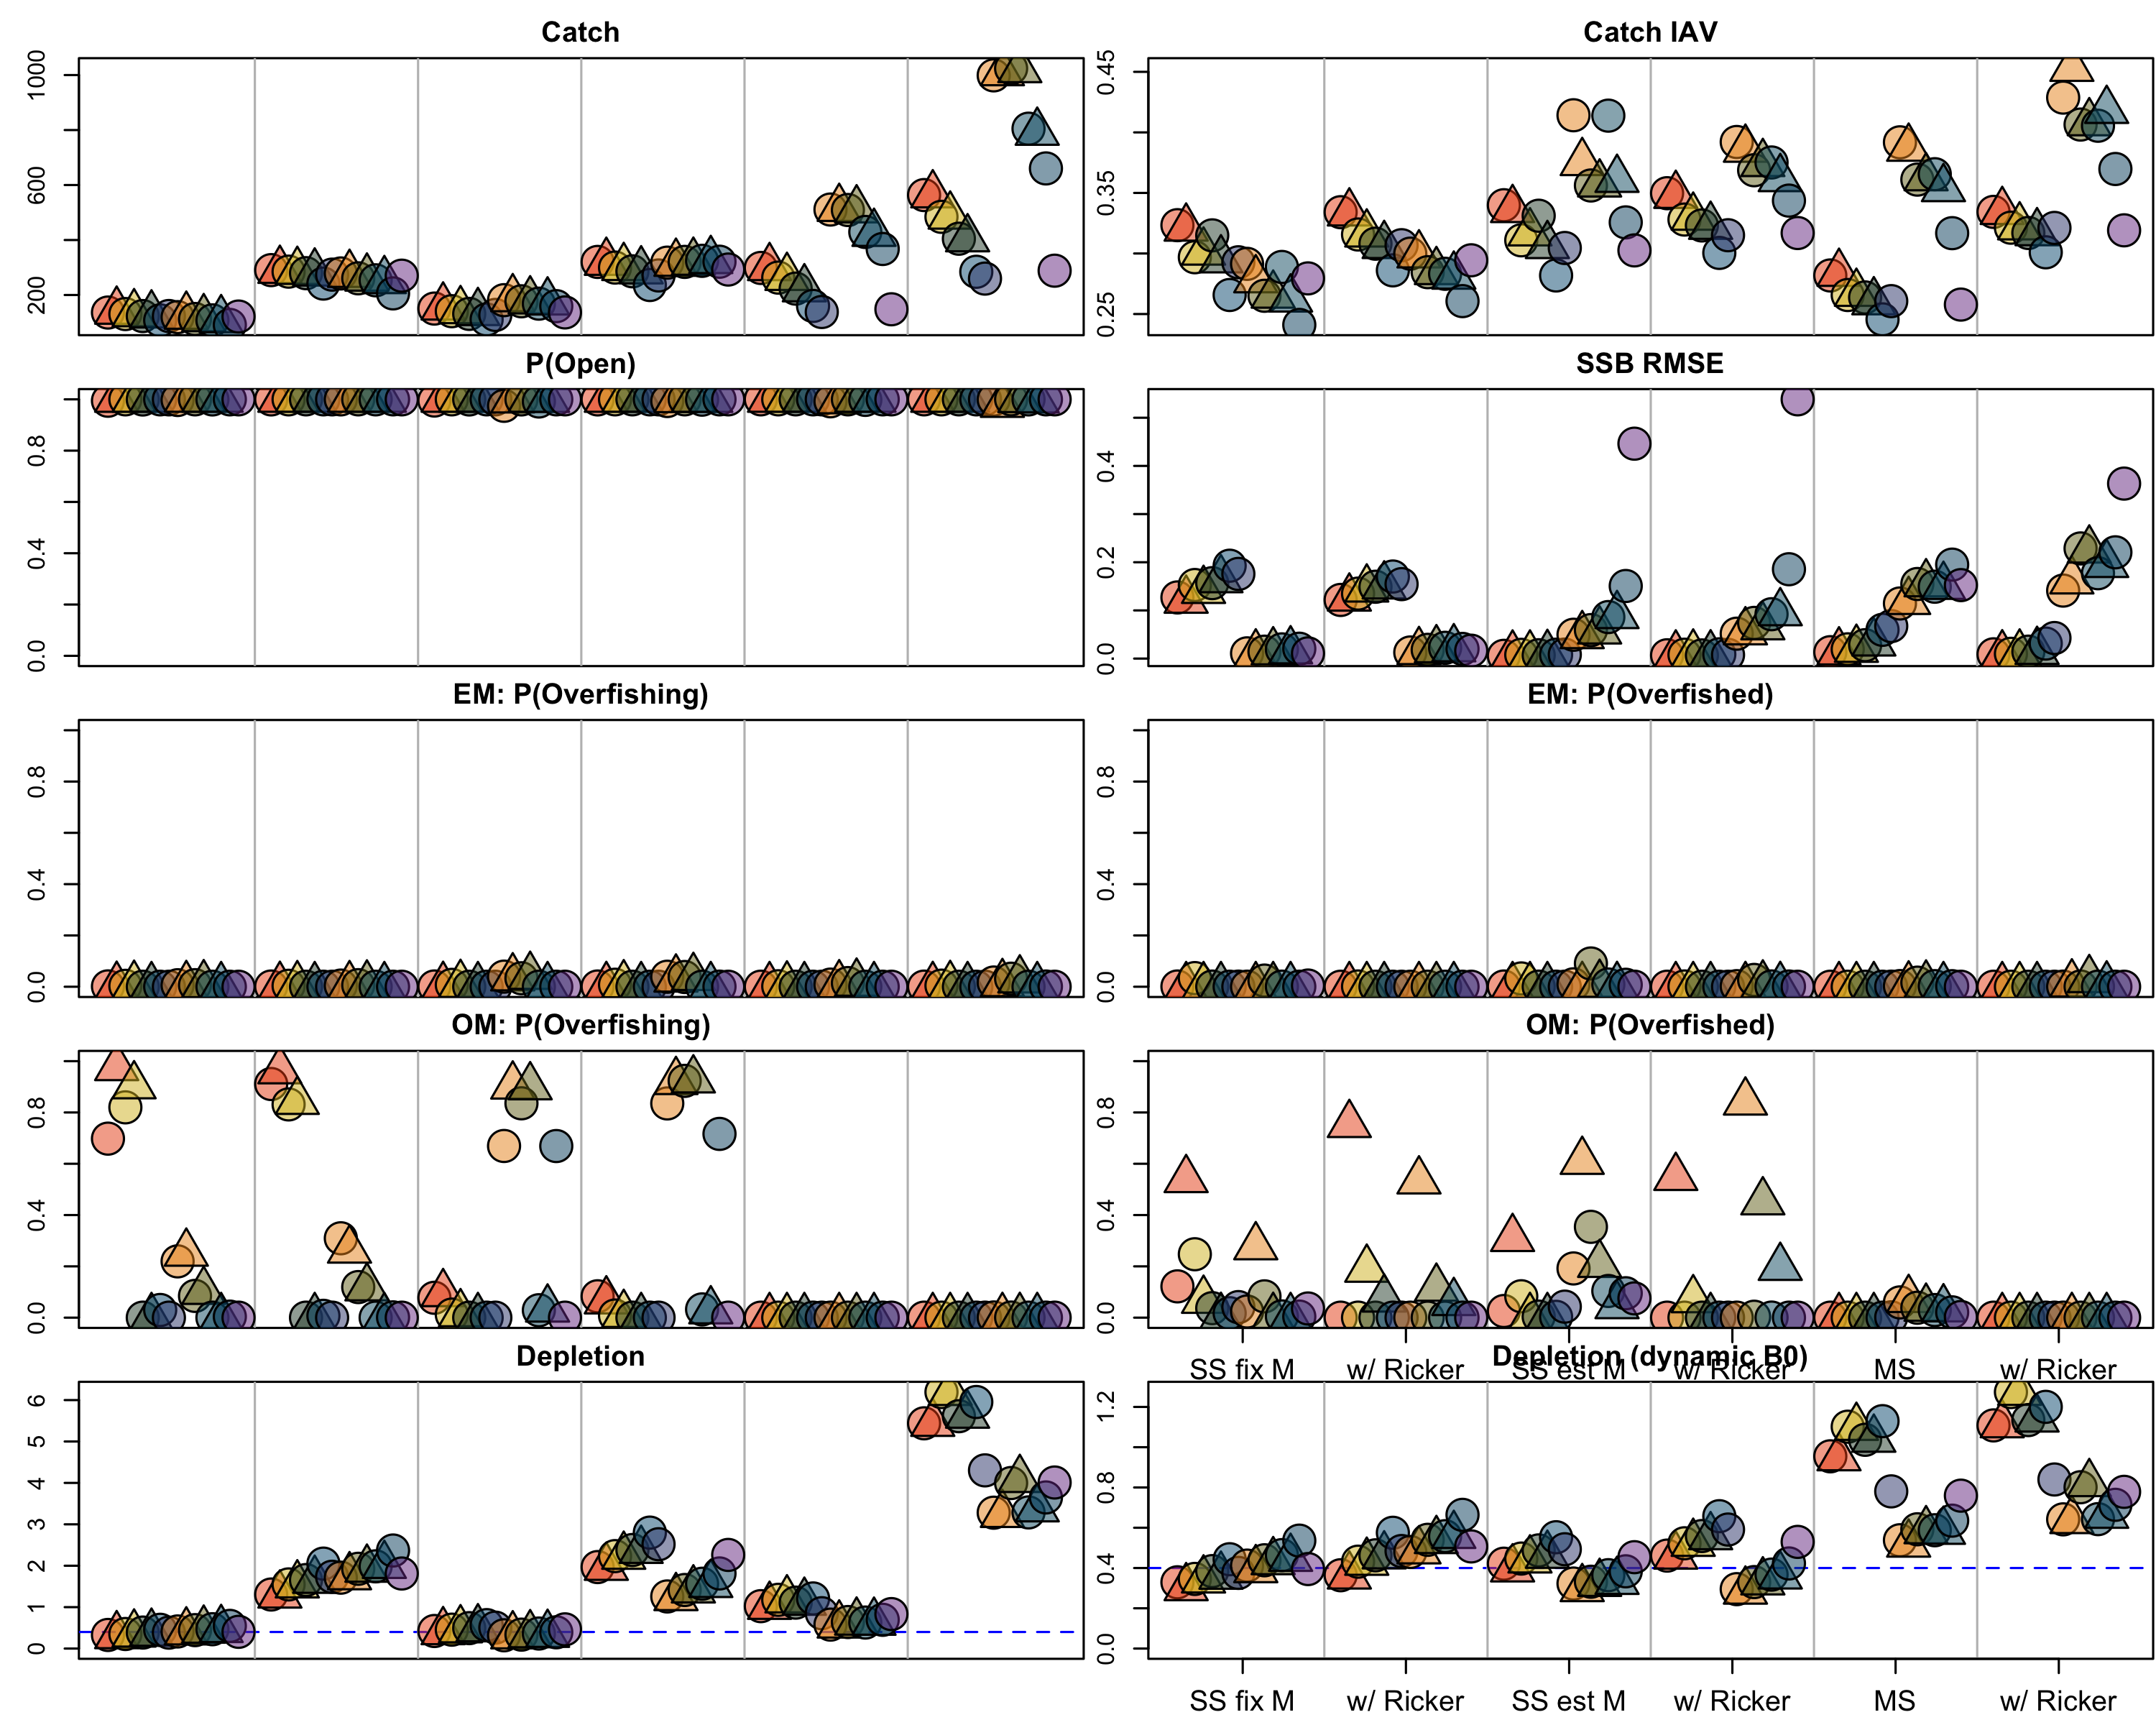 Catch
1000
600
200
Catch IAV
0.45
0.35
0.25
P(Open)
0.8
0.4
0.0
SSB RMSE
0.4
0.2
0.0
EM: P(Overfishing)
0.8
0.4
0.0
EM: P(Overfished)
0.8
0.4
0.0
OM: P(Overfishing)
0.8
0.4
0.0
OM: P(Overfished)
0.8
0.4
0.0
SS fix M w/ Ricker SS est M w/ Ricker MS w/ Ricker
Depletion
6
5
4
3
2
1
0
Depletion (dynamic B0)
1.2
0.8
0.4
0.0
SS fix M w/ Ricker SS est M w/ Ricker MS w/ Ricker